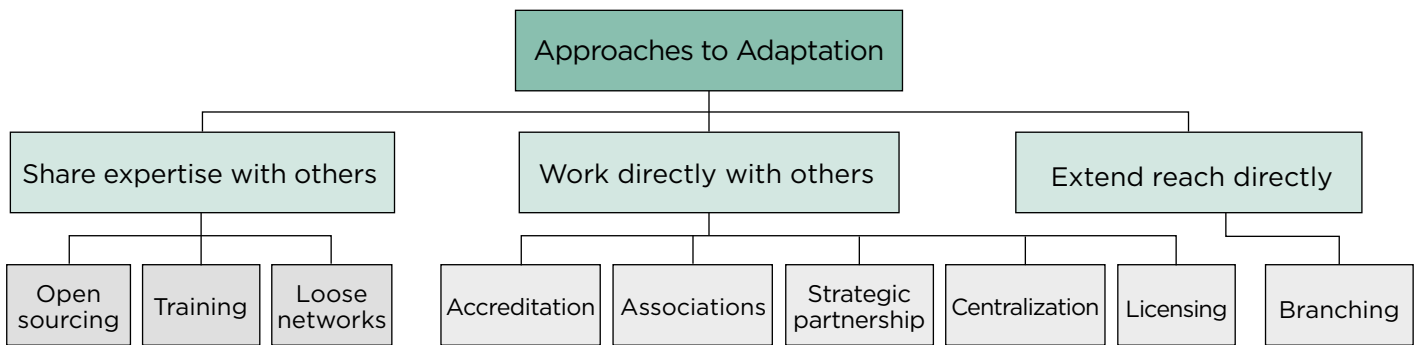 Approaches to Adaptation
Share expertise with others
Work directly with others
Extend reach directly
Open
sourcing
Training
Loose
networks
Accreditation
Associations
Strategic
partnership
Centralization
Licensing
Branching